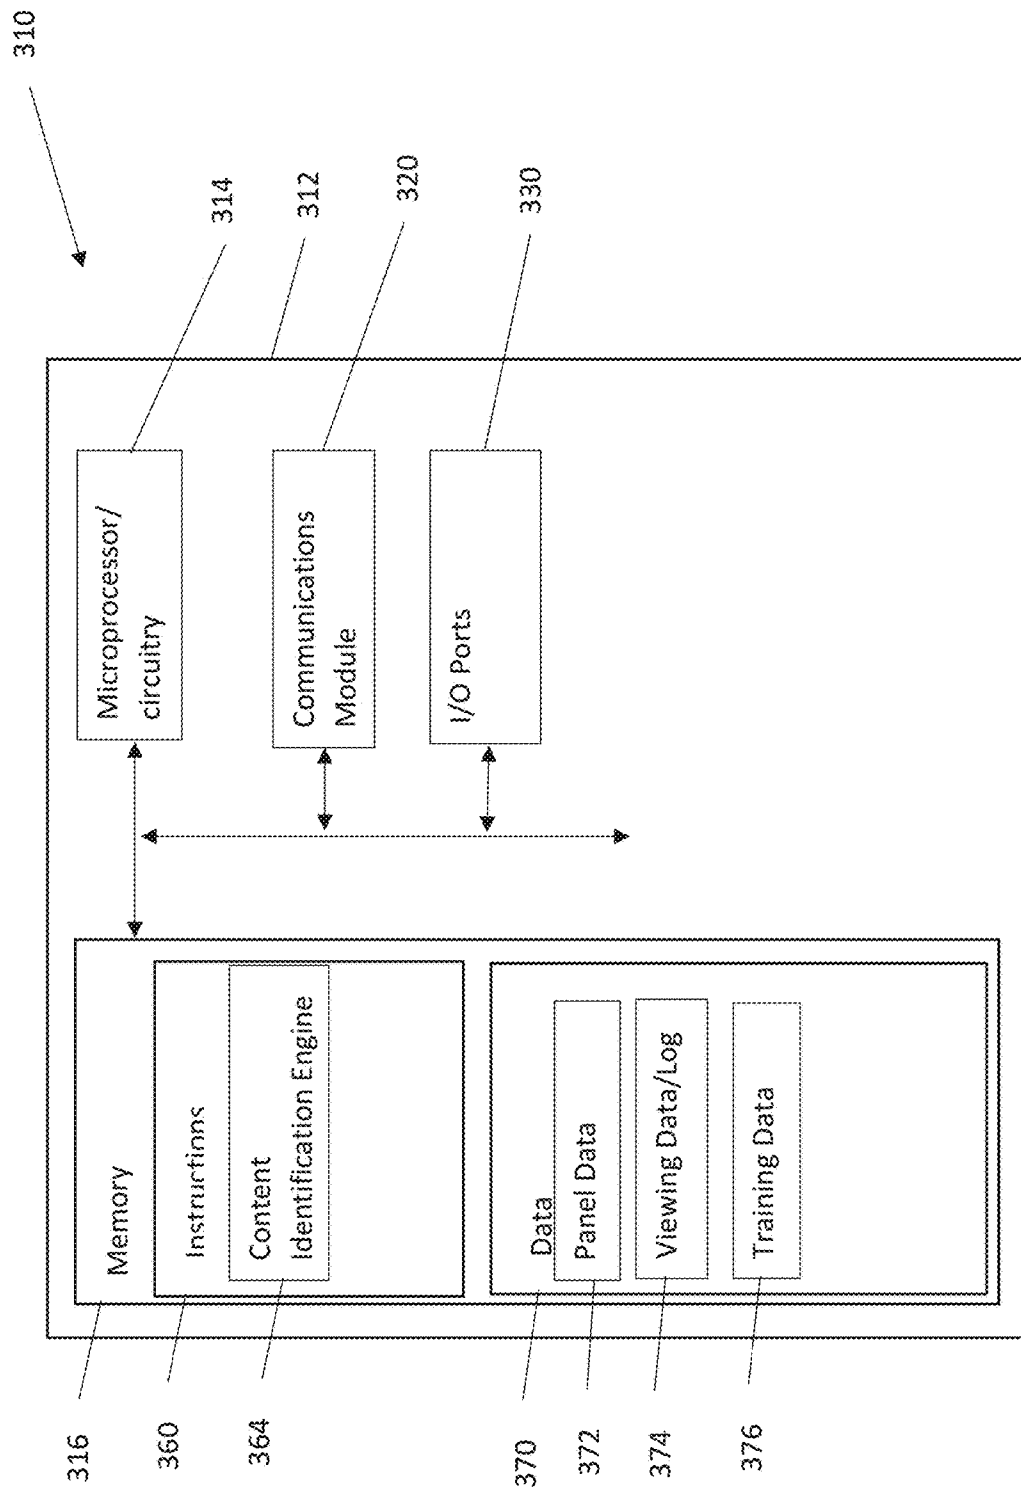 310
314
312
320
330
Microprocessor/
circuitry
Communications
Module
I/O Ports
Memory
Instructions
Content
Identification Engine
Data
Panel Data
Viewing Data/Log
Training Data
316
360
364
370
372
374
376